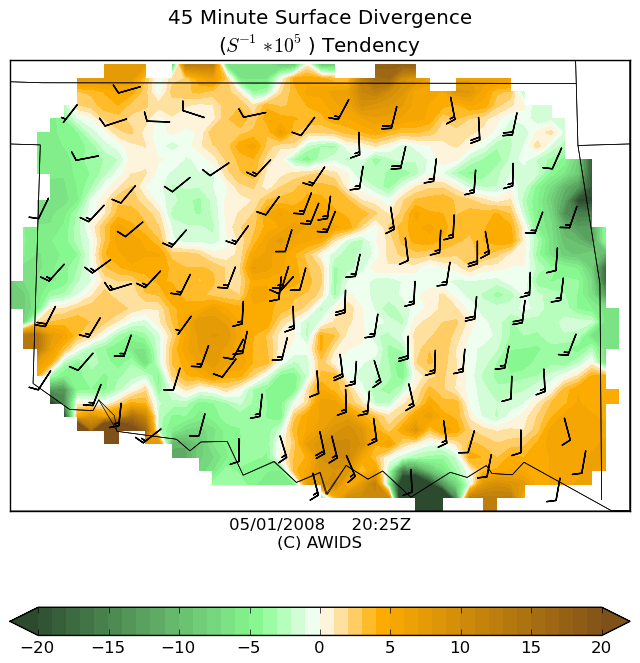 45 Minute Surface Divergence
(S⁻¹ *10⁵ ) Tendency
05/01/2008 20:25Z
(C) AWIDS
−20 −15 −10 −5 0 5 10 15 20